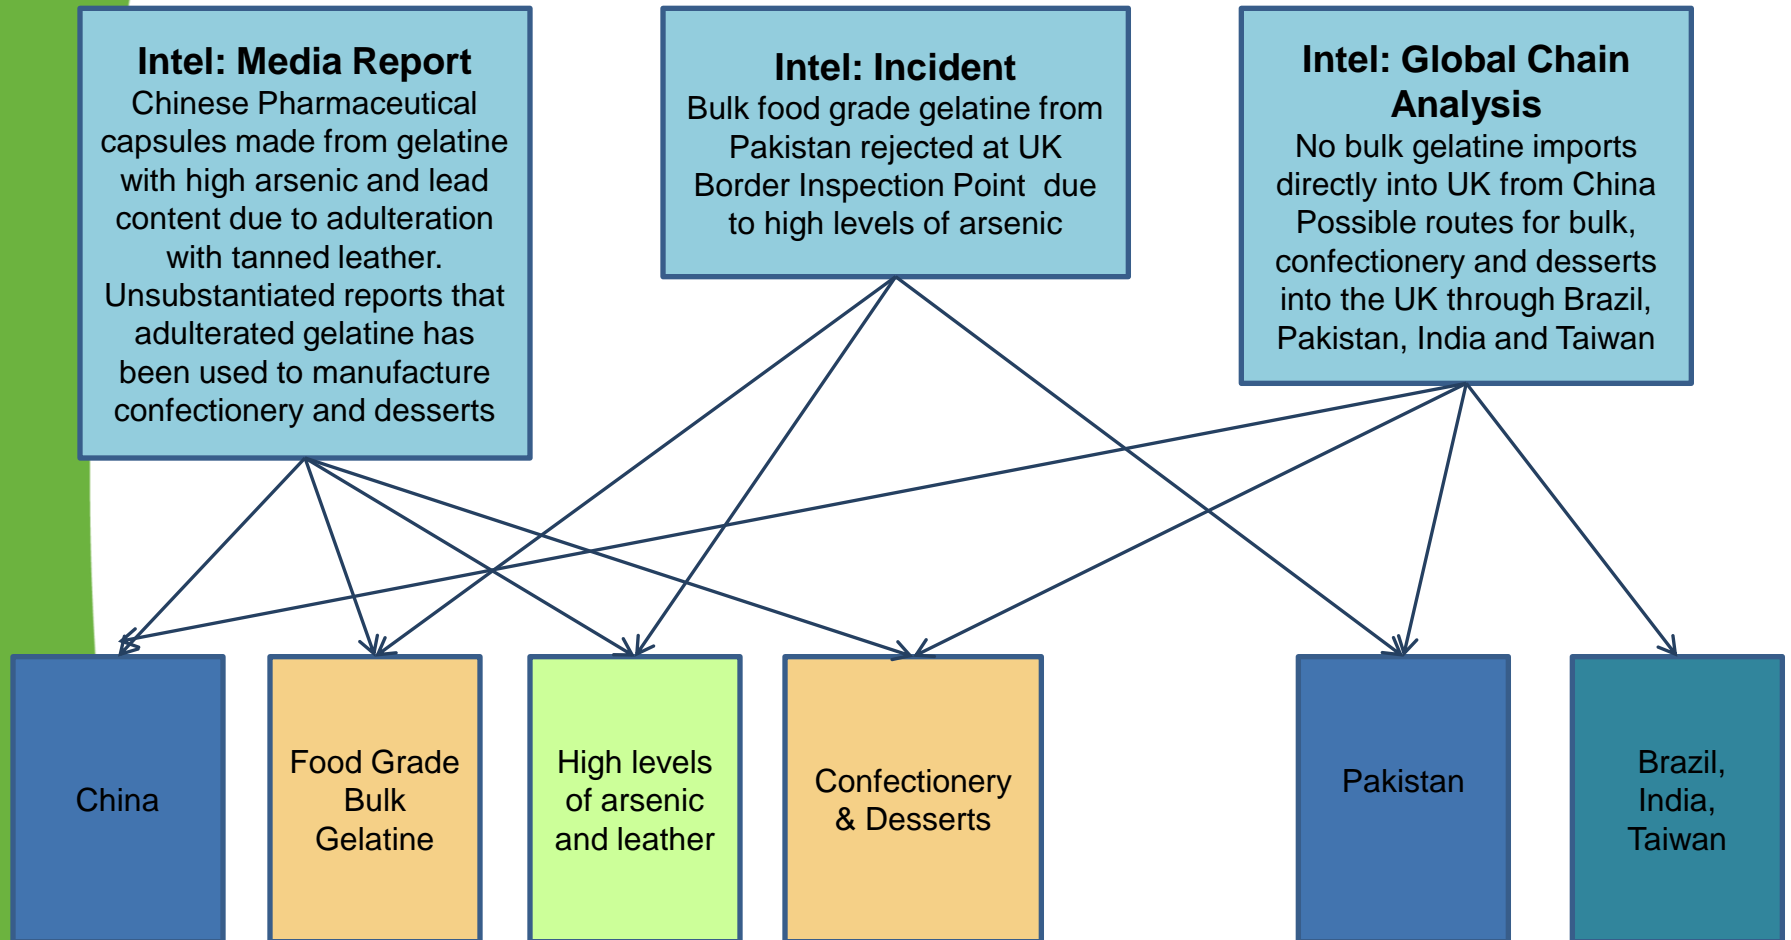 Intel: Media Report
Chinese Pharmaceutical
capsules made from gelatine
with high arsenic and lead
content due to adulteration
with tanned leather.
Unsubstantiated reports that
adulterated gelatine has
been used to manufacture
confectionery and desserts
Intel: Incident
Bulk food grade gelatine from
Pakistan rejected at UK
Border Inspection Point due
to high levels of arsenic
Intel: Global Chain
Analysis
No bulk gelatine imports
directly into UK from China
Possible routes for bulk,
confectionery and desserts
into the UK through Brazil,
Pakistan, India and Taiwan
China
Food Grade
Bulk
Gelatine
High levels
of arsenic
and leather
Confectionery
& Desserts
Pakistan
Brazil,
India,
Taiwan